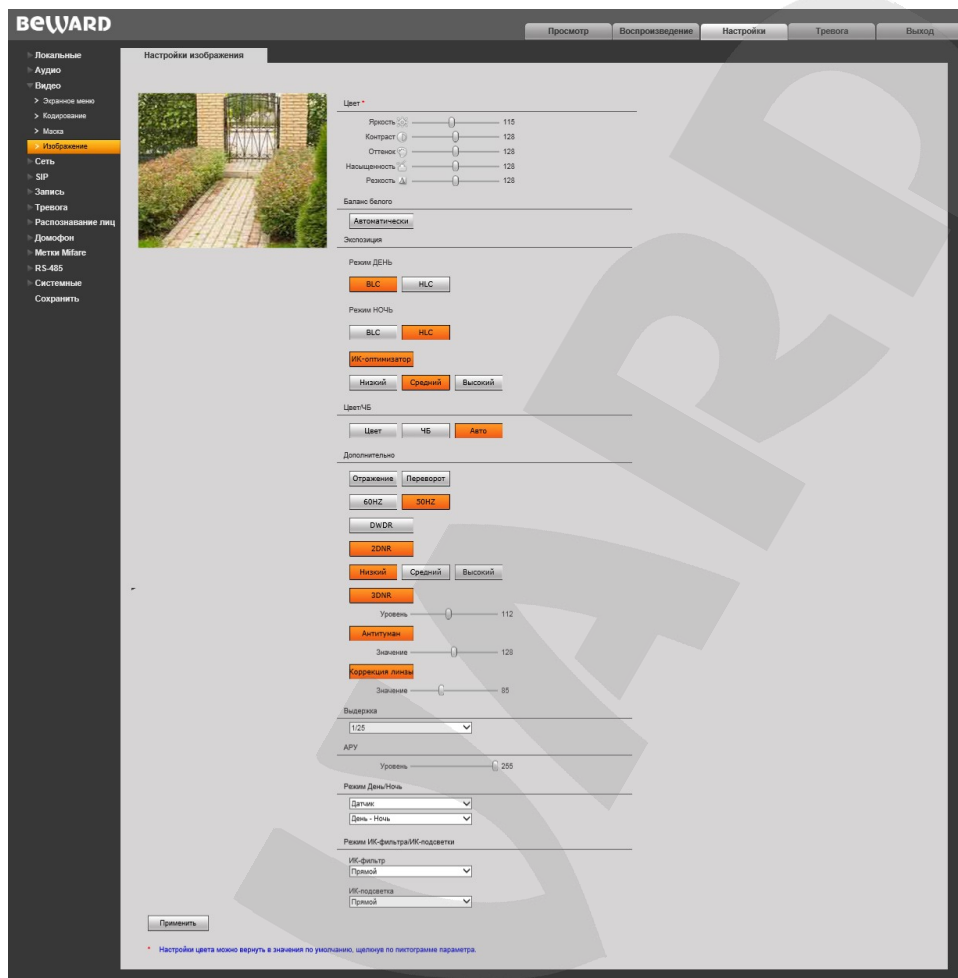 BEWARD
Просмотр Воспроизведение Настройки Тревога Выход
Локальные
Аудио
Видео
> Экранное меню
> Кодирование
> Маска
> Изображение
Сеть
SIP
Запись
Тревога
Распознавание лиц
Домофон
Метки Mifare
RS-485
Системные
Сохранить
Настройки изображения
Цвет *
Яркость 115
Контраст 128
Оттенок 128
Насыщенность 128
Резкость 128
Баланс белого
Автоматически
Экспозиция
Режим ДЕНЬ
BLC HLC
Режим НОЧЬ
BLC HLC
ИК-оптимизатор
Низкий Средний Высокий
Цвет/ЧБ
Цвет ЧБ Авто
Дополнительно
Отражение Переворот
60HZ 50HZ
DWDR
2DNR
Низкий Средний Высокий
3DNR
Уровень 112
Антитуман
Значение 128
Коррекция линзы
Значение 85
Выдержка
1/25
АРУ
Уровень 255
Режим День/Ночь
Датчик
День - Ночь
Режим ИК-фильтра/ИК-подсветки
ИК-фильтр
Прямой
ИК-подсветка
Прямой
Применить
* Настройки цвета можно вернуть в значения по умолчанию, щелкнув по пиктограмме параметра.